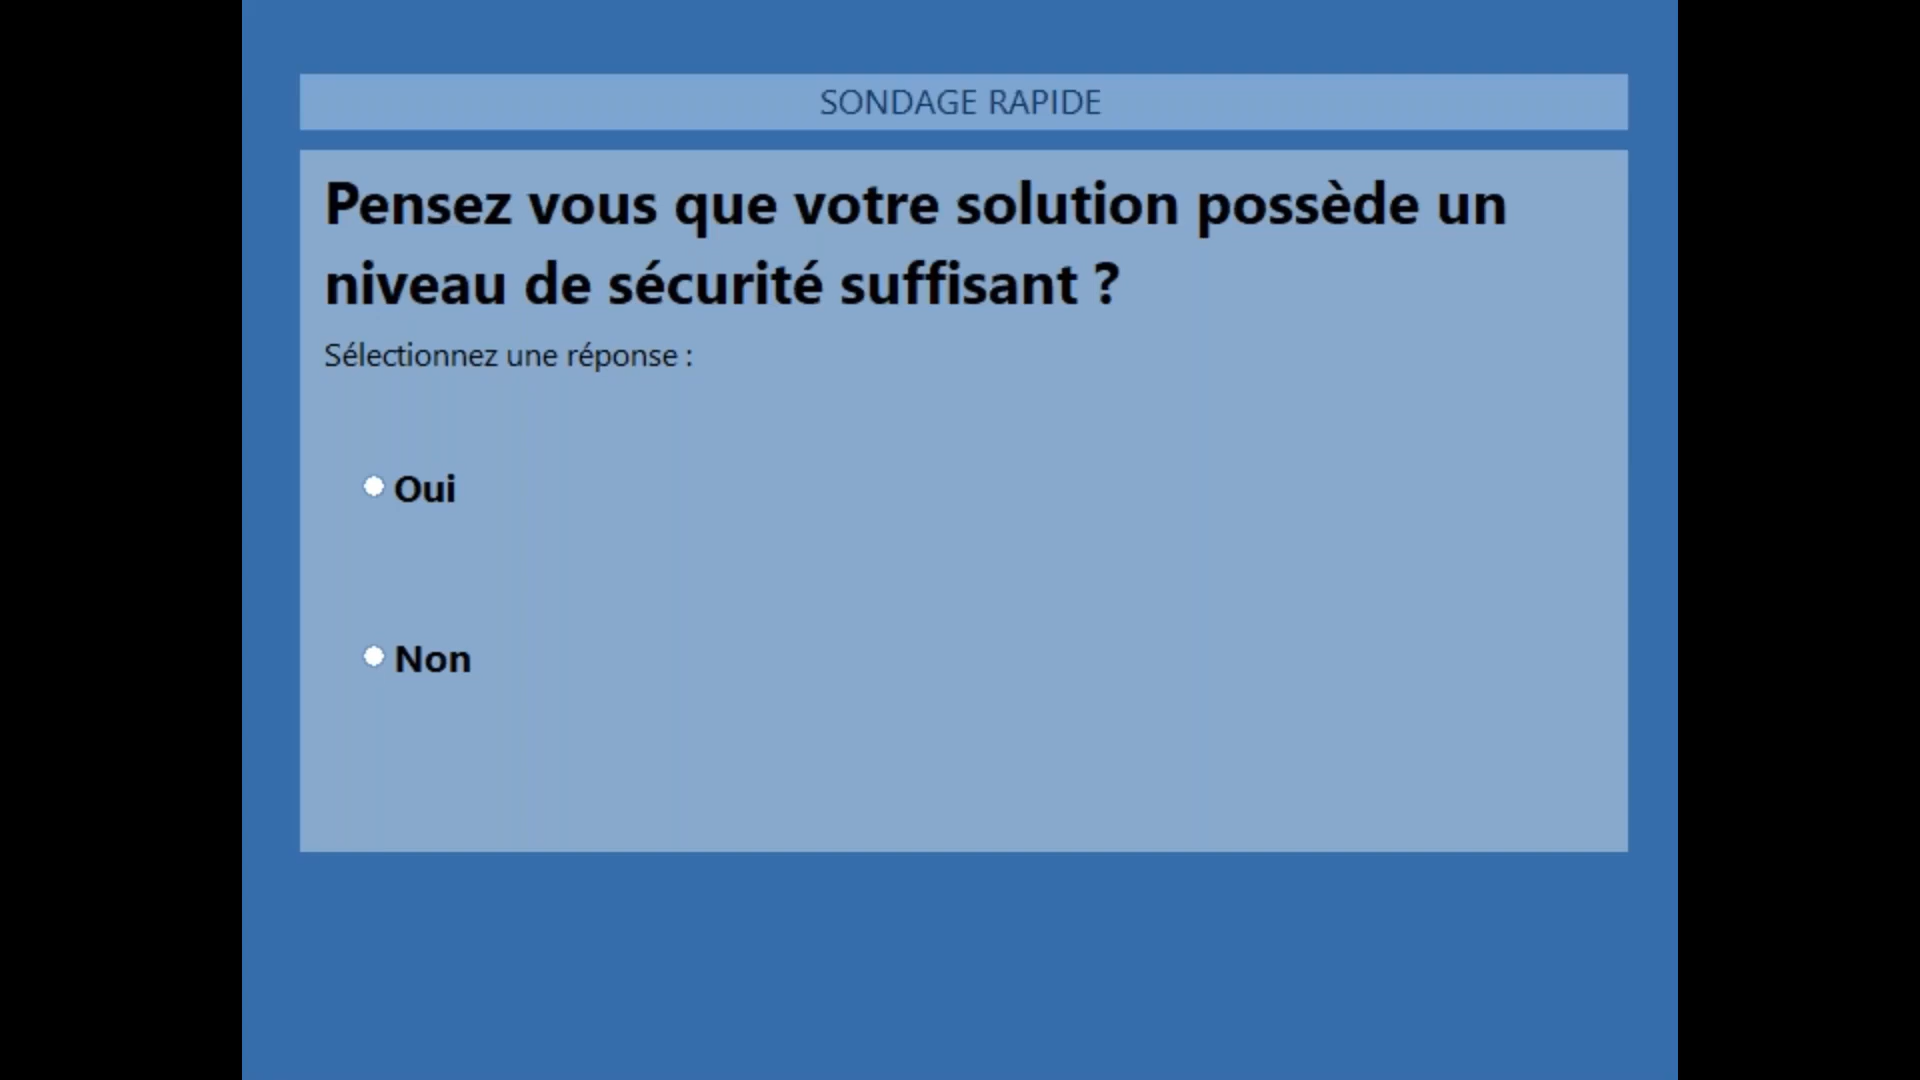 SONDAGE RAPIDE
Pensez vous que votre solution possède un
niveau de sécurité suffisant ?
Sélectionnez une réponse :
Oui
Non